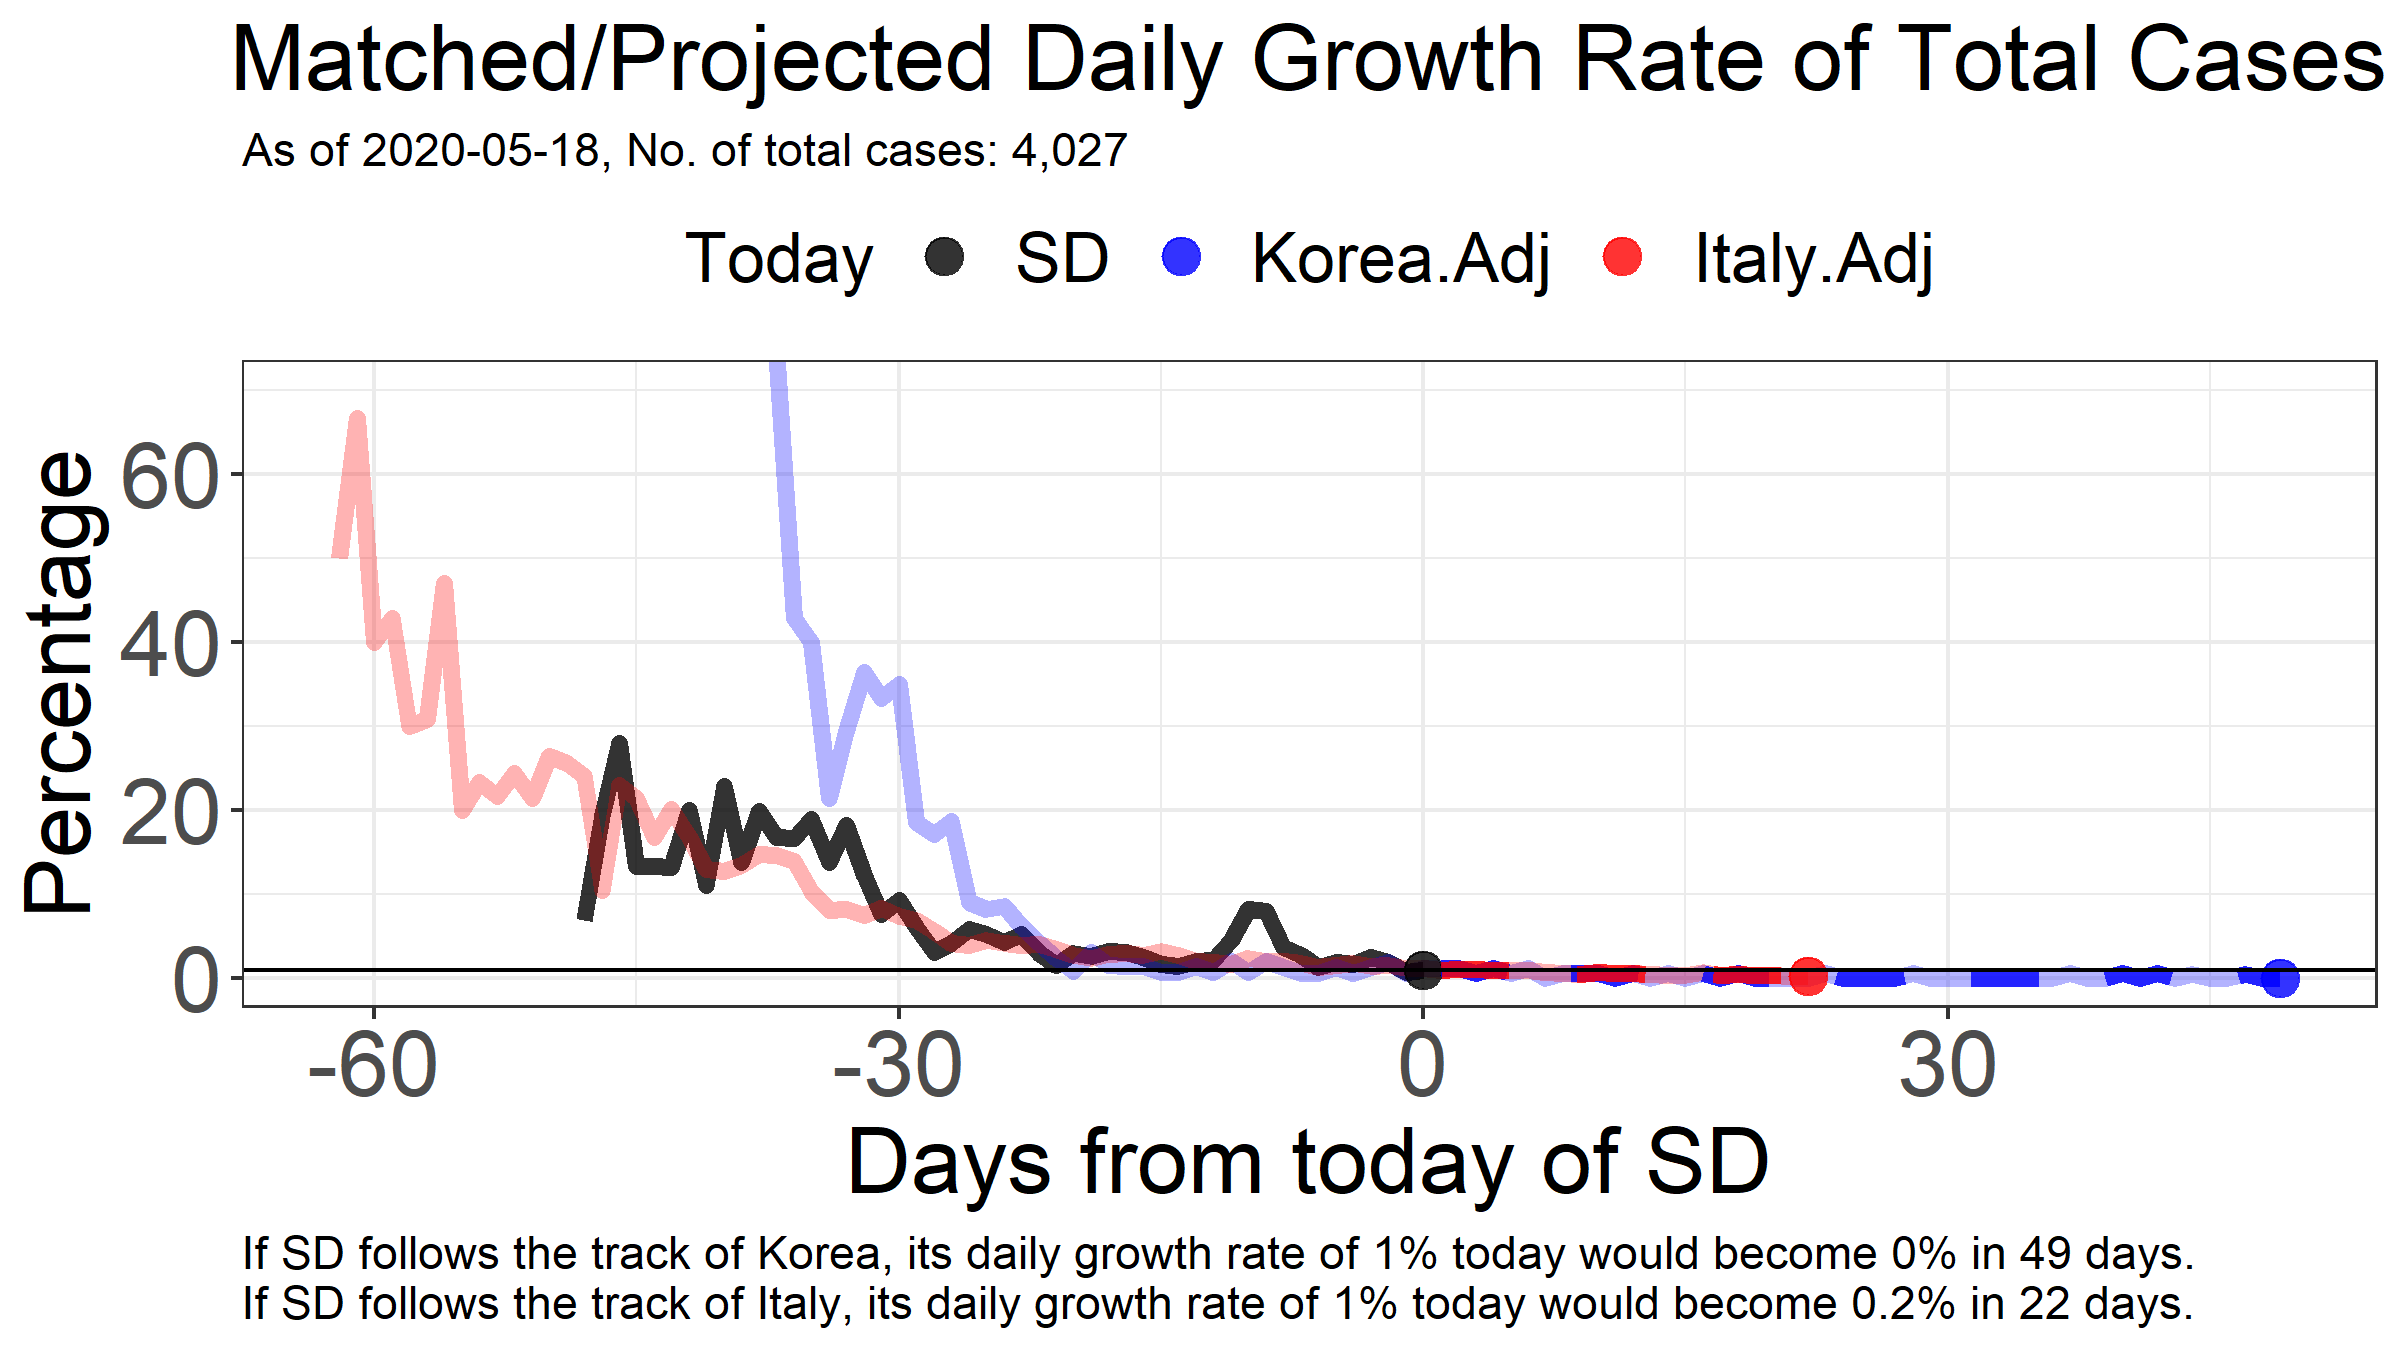 Matched/Projected Daily Growth Rate of Total Cases
As of 2020-05-18, No. of total cases: 4,027
Today SD Korea.Adj Italy.Adj
Percentage
60
40
20
0
-60 -30 0 30
Days from today of SD
If SD follows the track of Korea, its daily growth rate of 1% today would become 0% in 49 days.
If SD follows the track of Italy, its daily growth rate of 1% today would become 0.2% in 22 days.